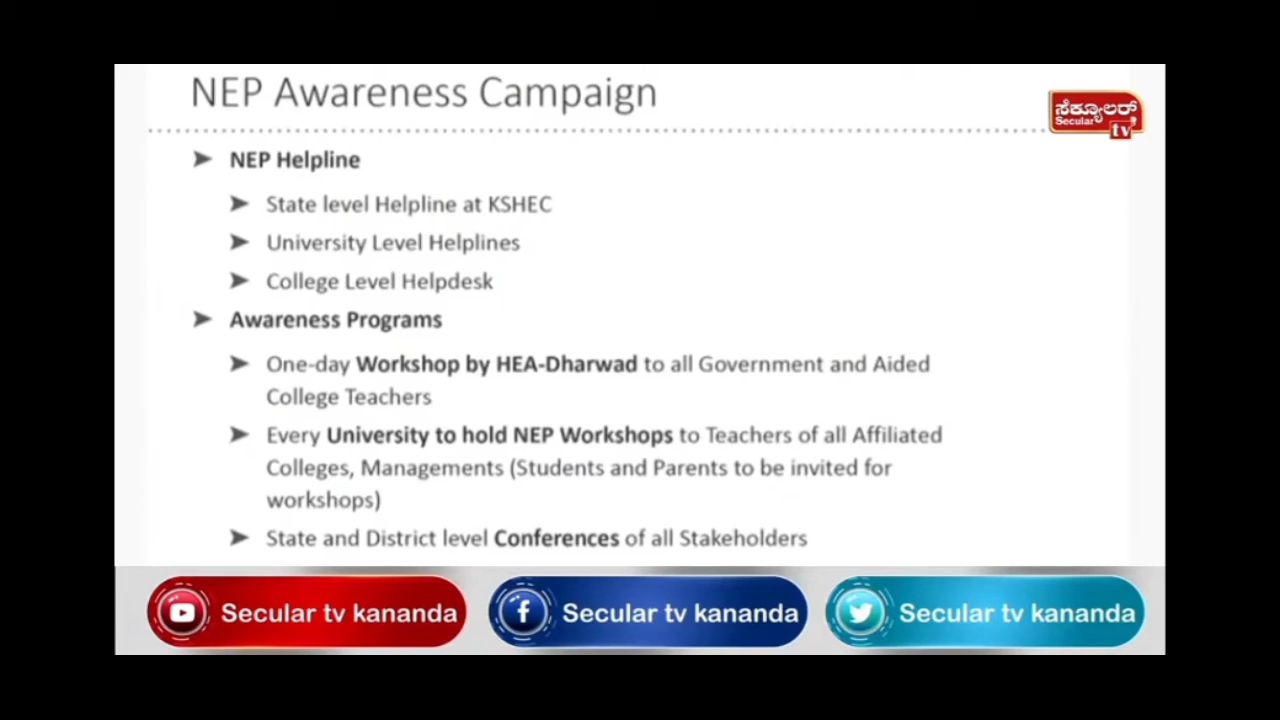 NEP Awareness Campaign
ಸೆಕ್ಯೂಲರ್
Secular
tv
➤ NEP Helpline
➤ State level Helpline at KSHEC
➤ University Level Helplines
➤ College Level Helpdesk
➤ Awareness Programs
➤ One-day Workshop by HEA-Dharwad to all Government and Aided
College Teachers
➤ Every University to hold NEP Workshops to Teachers of all Affiliated
Colleges, Managements (Students and Parents to be invited for
workshops)
➤ State and District level Conferences of all Stakeholders
Secular tv kananda
Secular tv kananda
Secular tv kananda